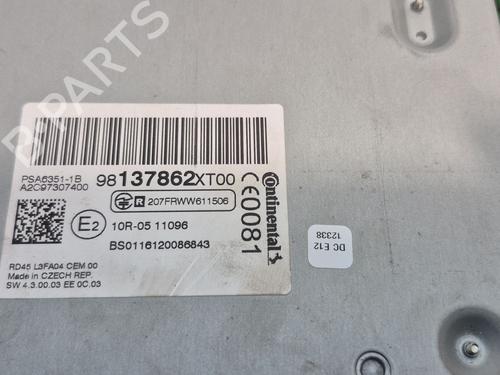 B-PARTS
PSA6351-1B
A2C97307400
98137862XT00
R 207FRWW611506
E2
10R-05 11096
BS0116120086843
CE0081
Continental
RD45 L3FA04 CEM 00
Made in CZECH REP.
SW 4.3.00.03 EE 0C.03
DC E12
12338